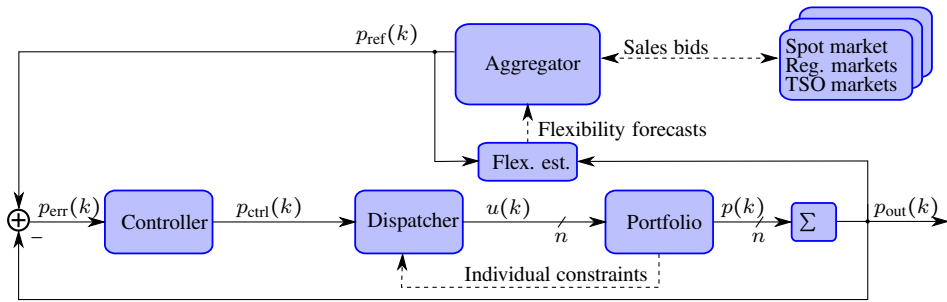 p_ref(k)
Aggregator
Sales bids
Spot market
Reg. markets
TSO markets
Flexibility forecasts
Flex. est.
+
−
p_err(k)
Controller
p_ctrl(k)
Dispatcher
u(k)
n
Portfolio
p(k)
n
Σ
p_out(k)
Individual constraints